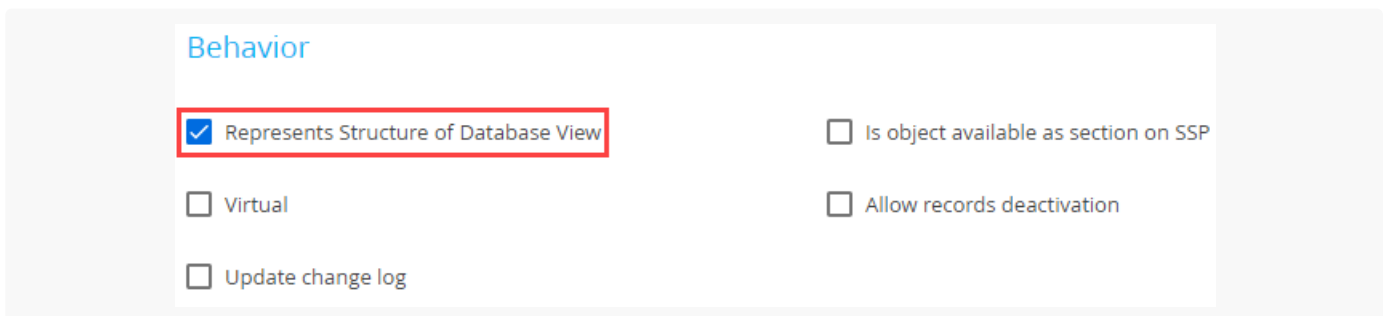 Behavior
Represents Structure of Database View
Is object available as section on SSP
Virtual
Allow records deactivation
Update change log